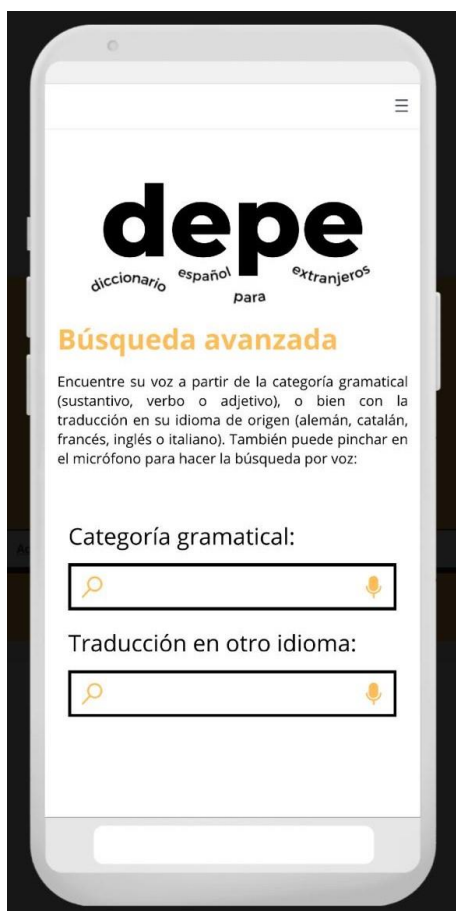 depe
diccionario español para extranjeros
Búsqueda avanzada
Encuentre su voz a partir de la categoría gramatical
(sustantivo, verbo o adjetivo), o bien con la
traducción en su idioma de origen (alemán, catalán,
francés, inglés o italiano). También puede pinchar en
el micrófono para hacer la búsqueda por voz:
Categoría gramatical:
Traducción en otro idioma: